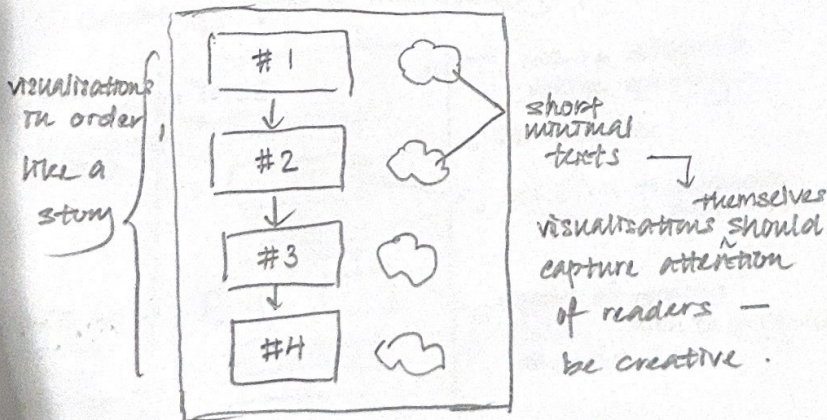 visualisations
in order,
like a
story
#1
#2
#3
#4
short
minimal
texts
themselves
visualisations should
capture attention
of readers —
be creative.